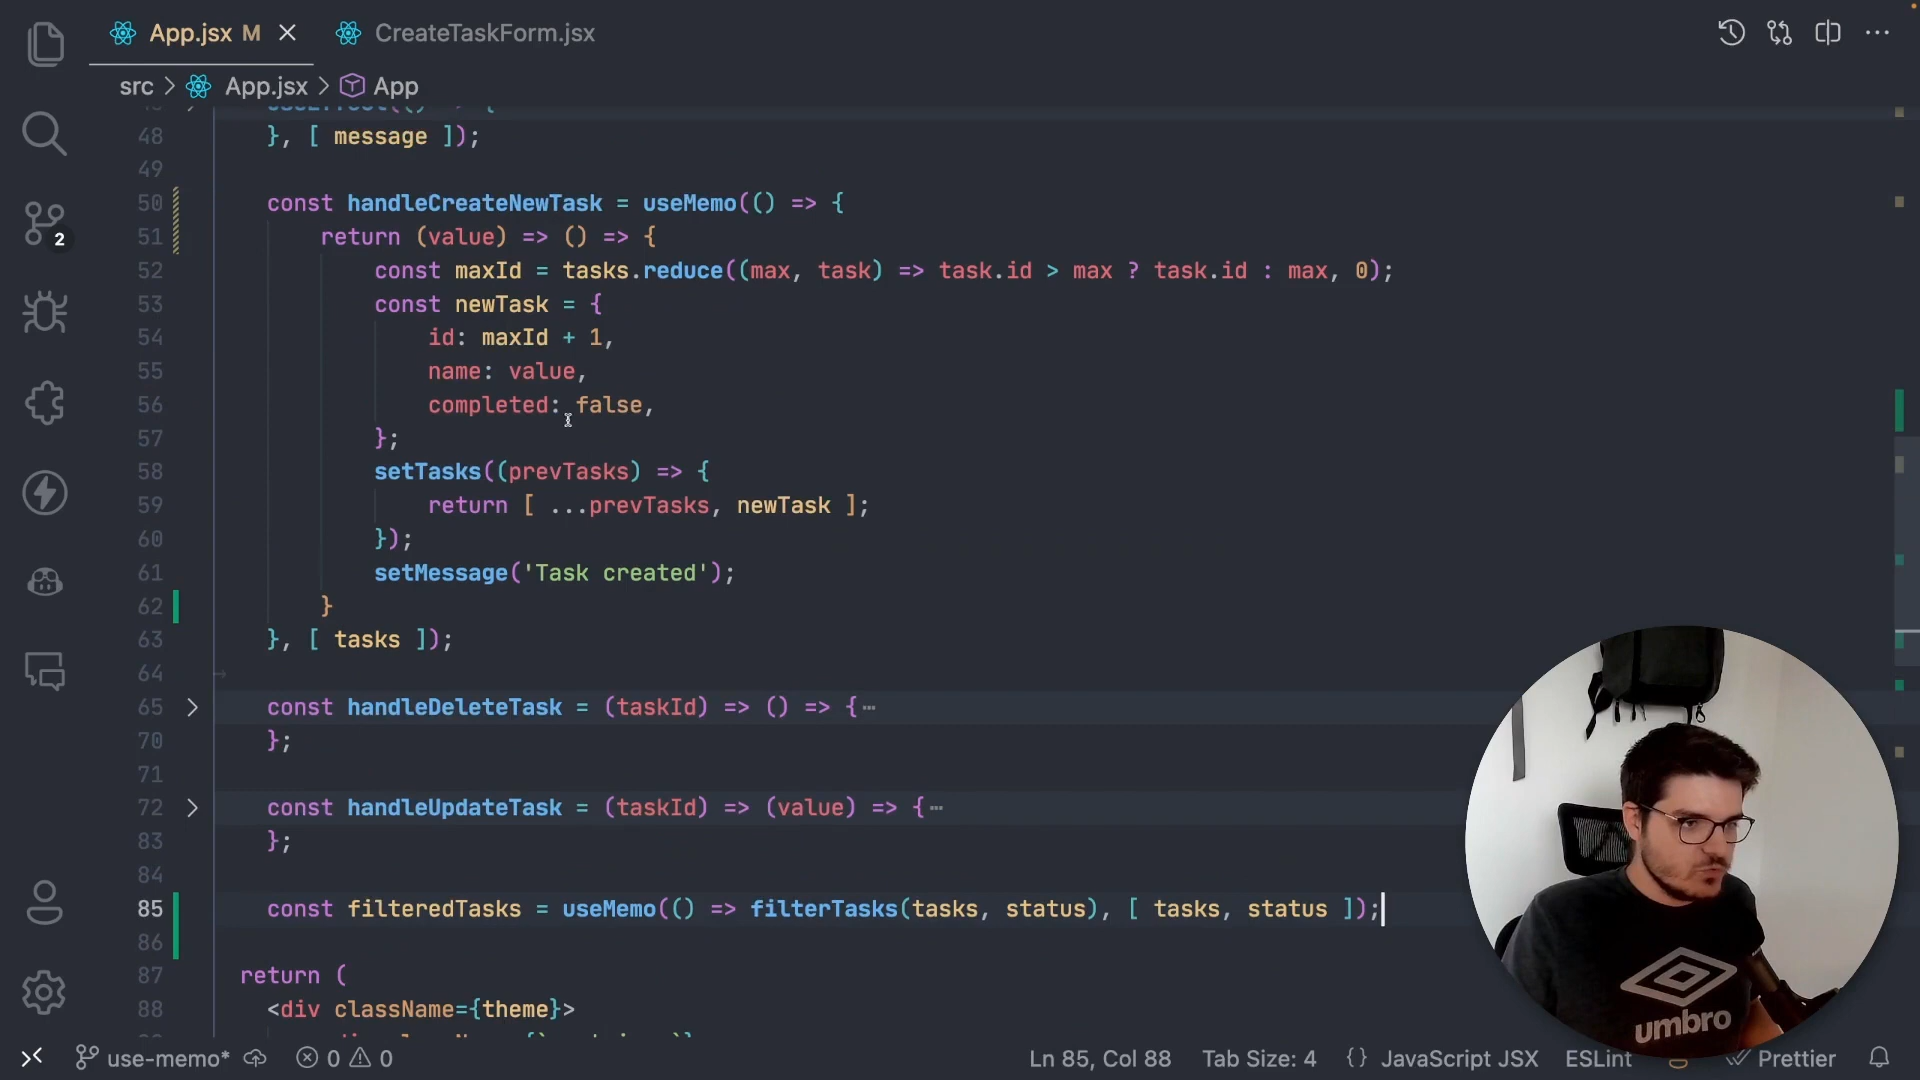 App.jsx M
CreateTaskForm.jsx
src > App.jsx > App
48 }, [ message ]);
49
50 const handleCreateNewTask = useMemo(() => {
51 return (value) => () => {
52 const maxId = tasks.reduce((max, task) => task.id > max ? task.id : max, 0);
53 const newTask = {
54 id: maxId + 1,
55 name: value,
56 completed: false,
57 };
58 setTasks((prevTasks) => {
59 return [ ...prevTasks, newTask ];
60 });
61 setMessage('Task created');
62 }
63 }, [ tasks ]);
64
65 const handleDeleteTask = (taskId) => () => {…
70 };
71
72 const handleUpdateTask = (taskId) => (value) => {…
83 };
84
85 const filteredTasks = useMemo(() => filterTasks(tasks, status), [ tasks, status ]);
86
87 return (
88 <div className={theme}>
2
umbro
use-memo* 0 0 Ln 85, Col 88 Tab Size: 4 {} JavaScript JSX ESLint Prettier